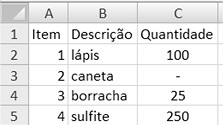 A B C
1 Item Descrição Quantidade
2 1 lápis 100
3 2 caneta -
4 3 borracha 25
5 4 sulfite 250